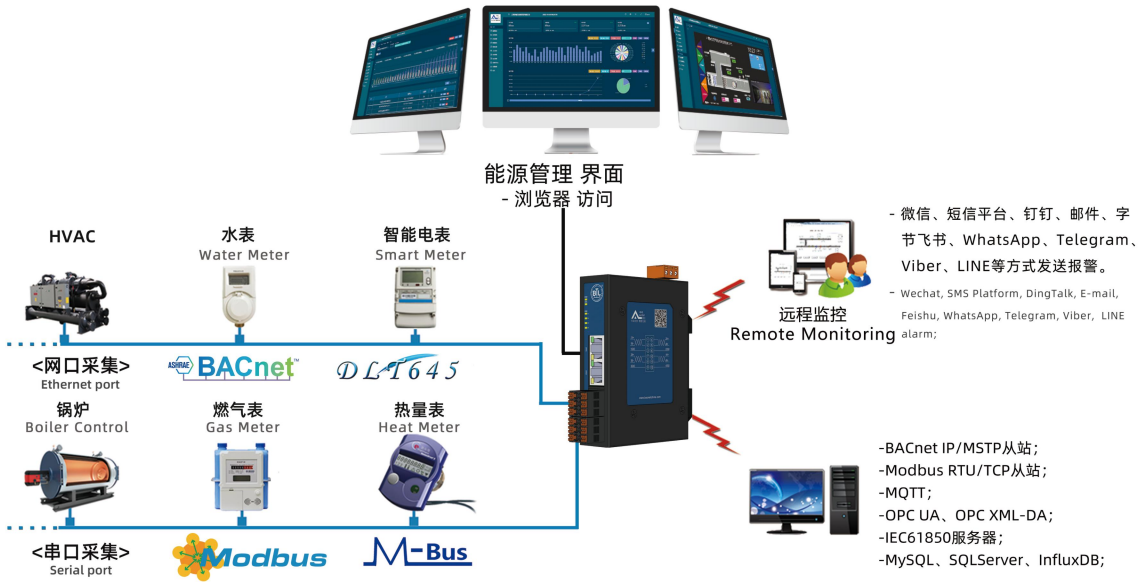 能源管理 界面
- 浏览器 访问
HVAC
水表
Water Meter
智能电表
Smart Meter
<网口采集>
Ethernet port
ASHRAE BACnet™
DLT645
锅炉
Boiler Control
燃气表
Gas Meter
热量表
Heat Meter
<串口采集>
Serial port
Modbus
M-Bus
远程监控
Remote Monitoring
- 微信、短信平台、钉钉、邮件、字
节飞书、WhatsApp、Telegram、
Viber、LINE等方式发送报警。
- Wechat, SMS Platform, DingTalk, E-mail,
Feishu, WhatsApp, Telegram, Viber, LINE
alarm;
-BACnet IP/MSTP从站；
-Modbus RTU/TCP从站；
-MQTT；
-OPC UA、OPC XML-DA；
-IEC61850服务器；
-MySQL、SQLServer、InfluxDB;